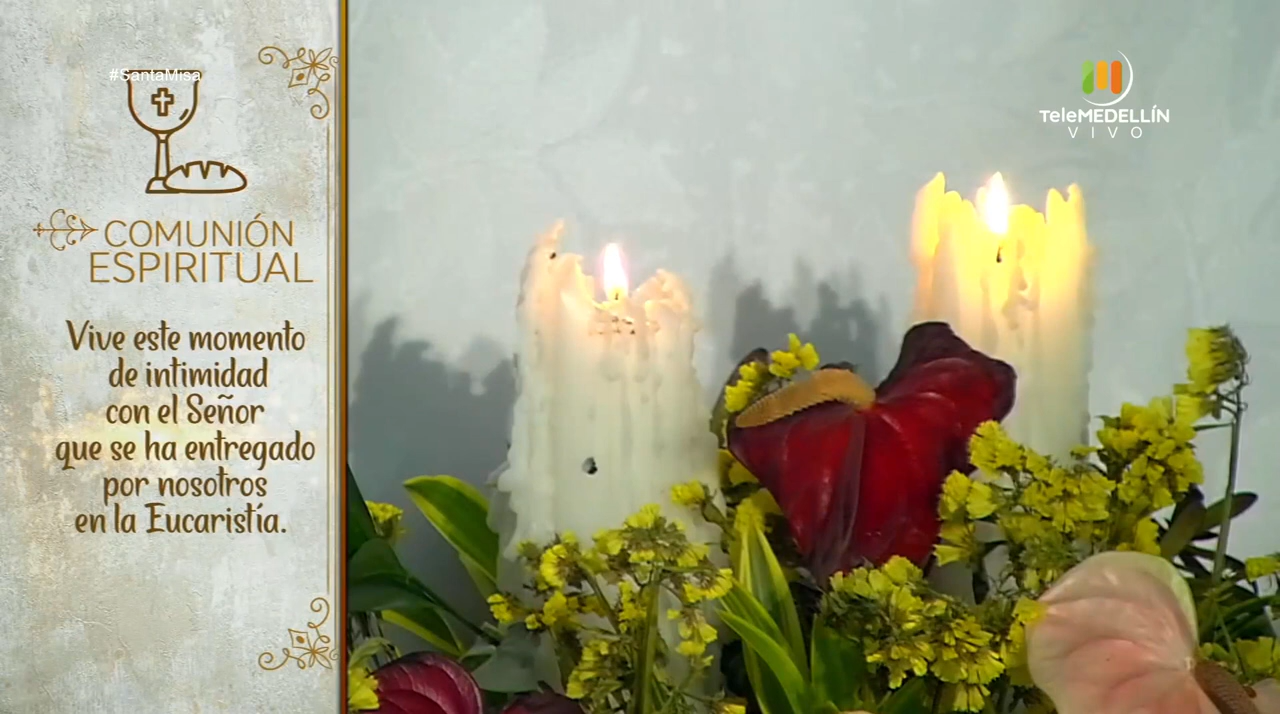 #SantaMisa
COMUNIÓN
ESPIRITUAL
Vive este momento
de intimidad
con el Señor
que se ha entregado
por nosotros
en la Eucaristía.
TeleMEDELLÍN
VIVO